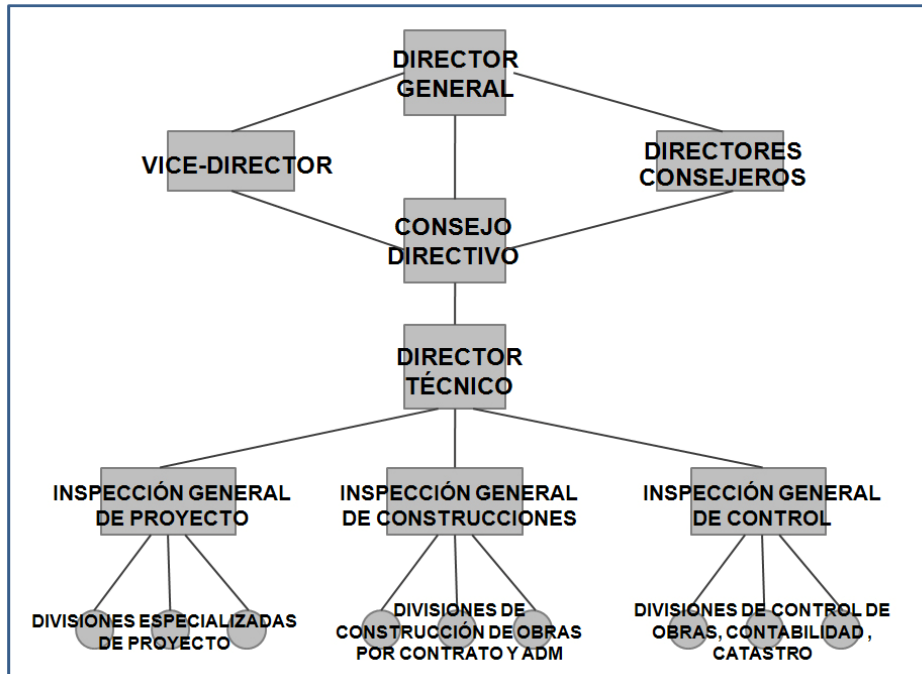 DIRECTOR
GENERAL
VICE-DIRECTOR
DIRECTORES
CONSEJEROS
CONSEJO
DIRECTIVO
DIRECTOR
TÉCNICO
INSPECCIÓN GENERAL
DE PROYECTO
INSPECCIÓN GENERAL
DE CONSTRUCCIONES
INSPECCIÓN GENERAL
DE CONTROL
DIVISIONES ESPECIALIZADAS
DE PROYECTO
DIVISIONES DE
CONSTRUCCIÓN DE OBRAS
POR CONTRATO Y ADM
DIVISIONES DE CONTROL DE
OBRAS, CONTABILIDAD ,
CATASTRO